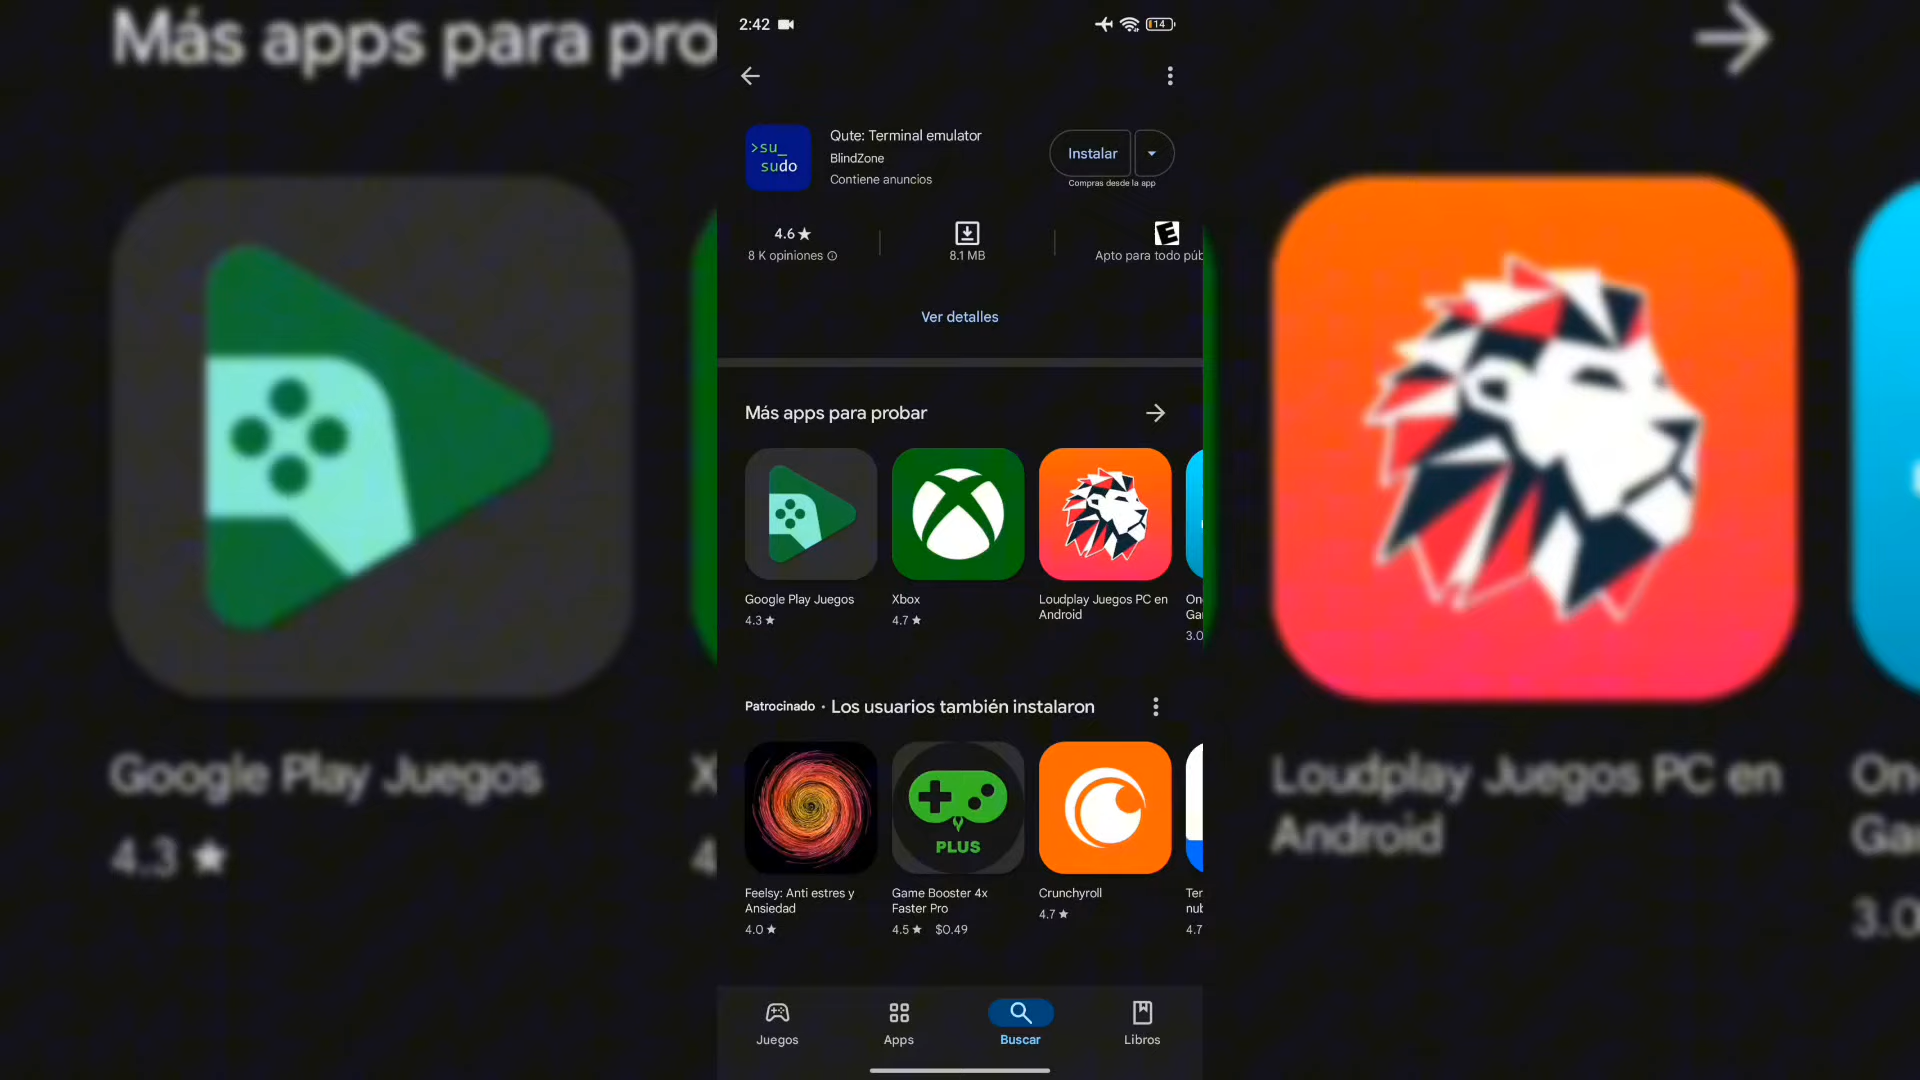 Más apps para pro
2:42
14
>su_
sudo
Qute: Terminal emulator
BlindZone
Contiene anuncios
Instalar
Compras desde la app
4.6★
8 K opiniones
8.1 MB
E
Apto para todo púb
Ver detalles
Más apps para probar
Google Play Juegos
4.3★
Xbox
4.7★
Loudplay Juegos PC en
Android
On
Ga
3.0
Patrocinado · Los usuarios también instalaron
Feelsy: Anti estres y
Ansiedad
4.0★
PLUS
Game Booster 4x
Faster Pro
4.5★ $0.49
Crunchyroll
4.7★
Ter
nub
4.7
Juegos
Apps
Buscar
Libros
Google Play Juegos
4.3★
X
4
Loudplay Juegos PC en
Android
On
Ga
3.0